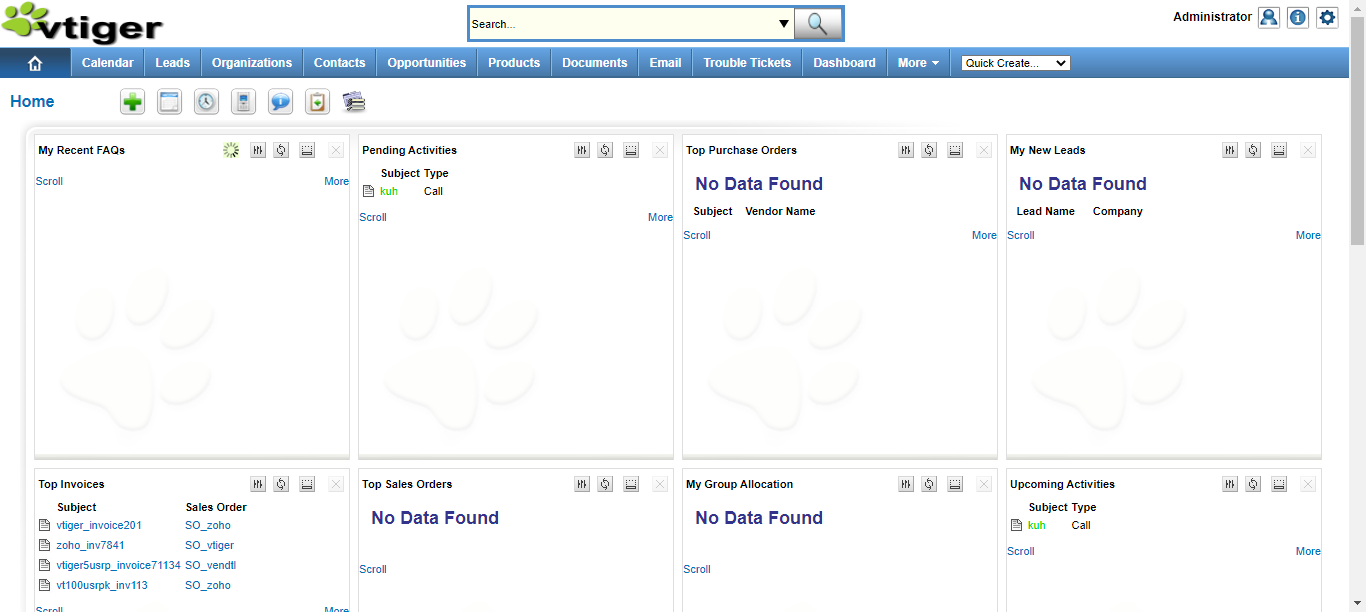 vtiger
Search...
Administrator
Calendar Leads Organizations Contacts Opportunities Products Documents Email Trouble Tickets Dashboard More Quick Create...
Home
My Recent FAQs
Scroll More
Pending Activities
Subject Type
kuh Call
Scroll More
Top Purchase Orders
No Data Found
Subject Vendor Name
Scroll More
My New Leads
No Data Found
Lead Name Company
Scroll More
Top Invoices
Subject Sales Order
vtiger_invoice201 SO_zoho
zoho_inv7841 SO_vtiger
vtiger5usrp_invoice71134 SO_vendtl
vt100usrpk_inv113 SO_zoho
Scroll More
Top Sales Orders
No Data Found
Scroll
My Group Allocation
No Data Found
Scroll
Upcoming Activities
Subject Type
kuh Call
Scroll More